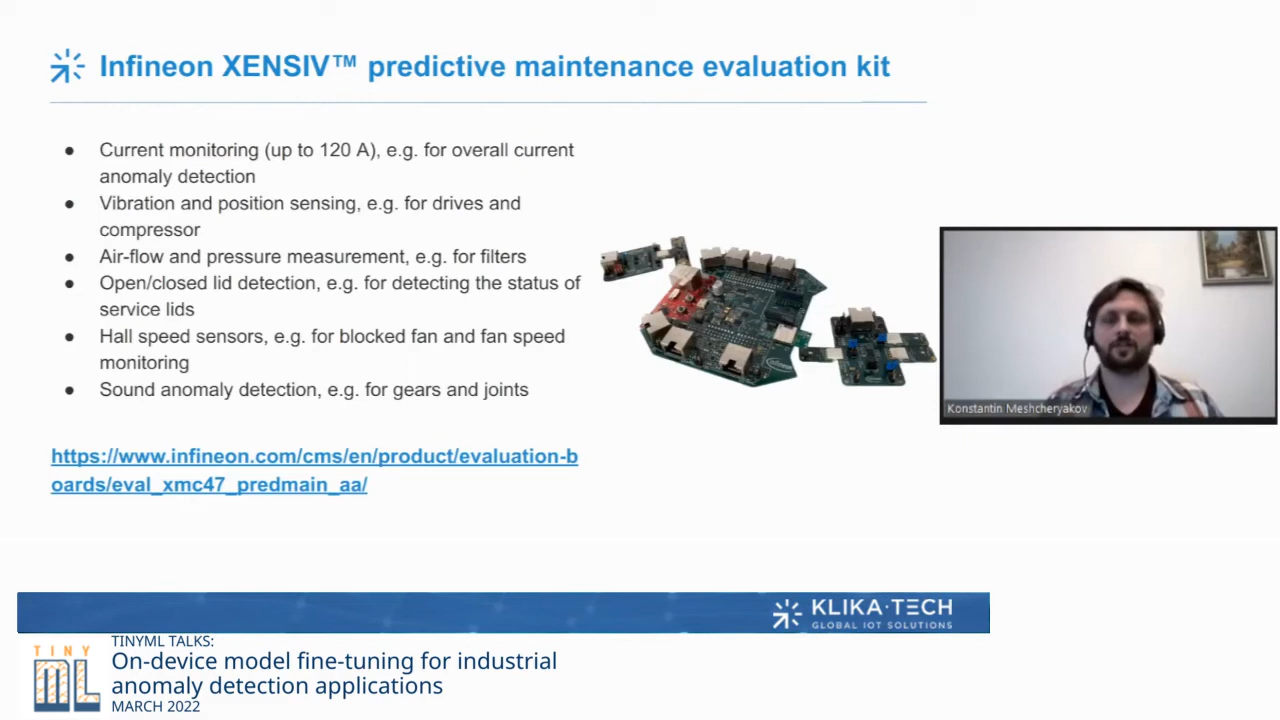 Infineon XENSIV™ predictive maintenance evaluation kit
● Current monitoring (up to 120 A), e.g. for overall current
anomaly detection
● Vibration and position sensing, e.g. for drives and
compressor
● Air-flow and pressure measurement, e.g. for filters
● Open/closed lid detection, e.g. for detecting the status of
service lids
● Hall speed sensors, e.g. for blocked fan and fan speed
monitoring
● Sound anomaly detection, e.g. for gears and joints
https://www.infineon.com/cms/en/product/evaluation-b
oards/eval_xmc47_predmain_aa/
Konstantin Meshcheryakov
KLIKA·TECH
GLOBAL IOT SOLUTIONS
TINY
ML
TINYML TALKS:
On-device model fine-tuning for industrial
anomaly detection applications
MARCH 2022